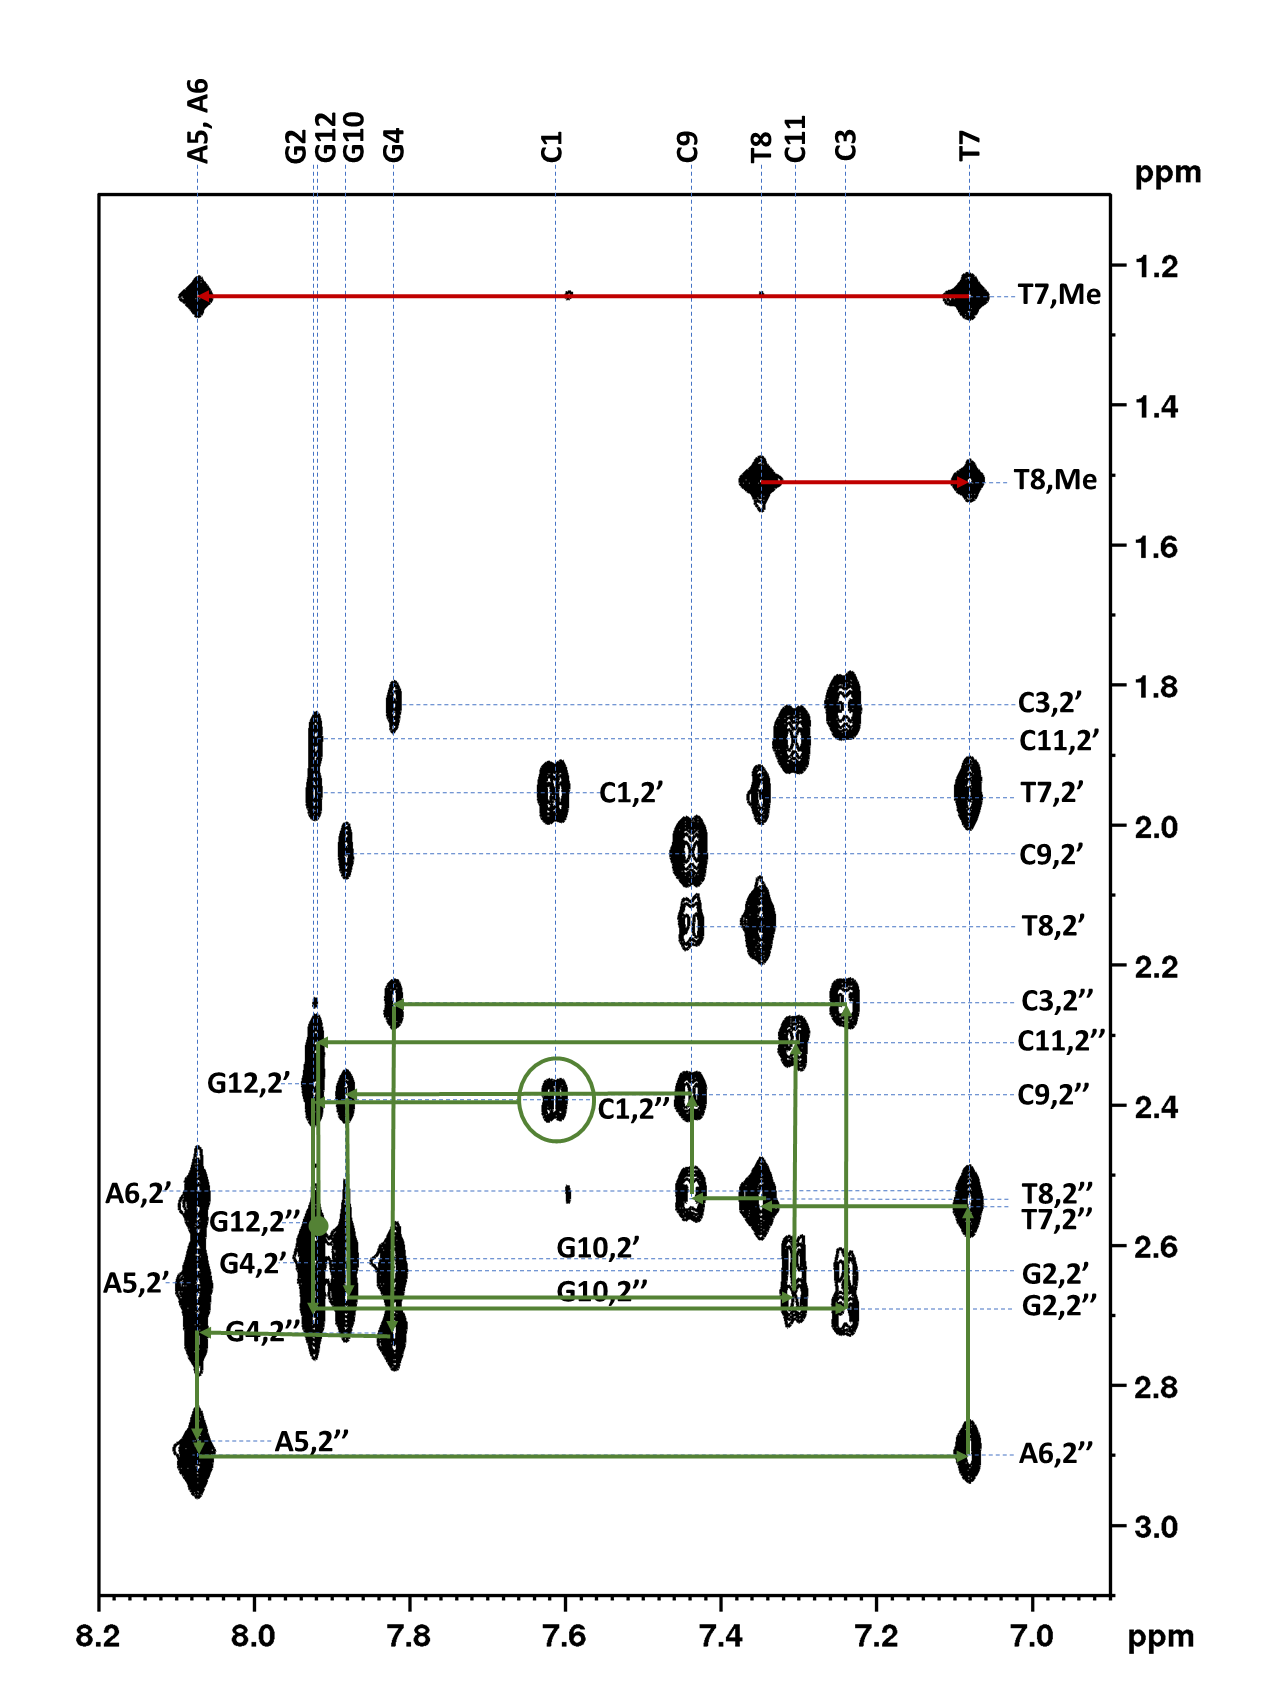 A5, A6
G2
G12
G10
G4
C1
C9
T8
C11
C3
T7
ppm
1.2
T7,Me
1.4
T8,Me
1.6
1.8
C3,2’
C11,2’
C1,2’
T7,2’
2.0
C9,2’
T8,2’
2.2
C3,2’’
C11,2’’
G12,2’
C9,2’’
C1,2’’
2.4
A6,2’
T8,2’’
G12,2’’
T7,2’’
G10,2’
2.6
G4,2’
G2,2’
A5,2’
G10,2’’
G2,2’’
G4,2’’
2.8
A5,2’’
A6,2’’
3.0
8.2 8.0 7.8 7.6 7.4 7.2 7.0 ppm